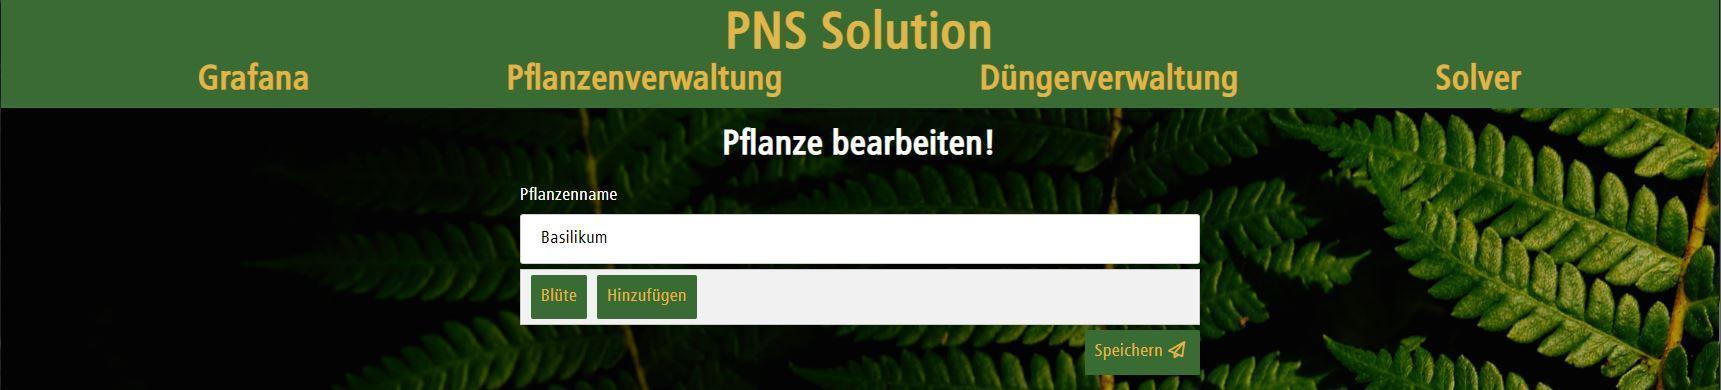 PNS Solution
Grafana Pflanzenverwaltung Düngerverwaltung Solver
Pflanze bearbeiten!
Pflanzenname
Basilikum
Blüte Hinzufügen
Speichern